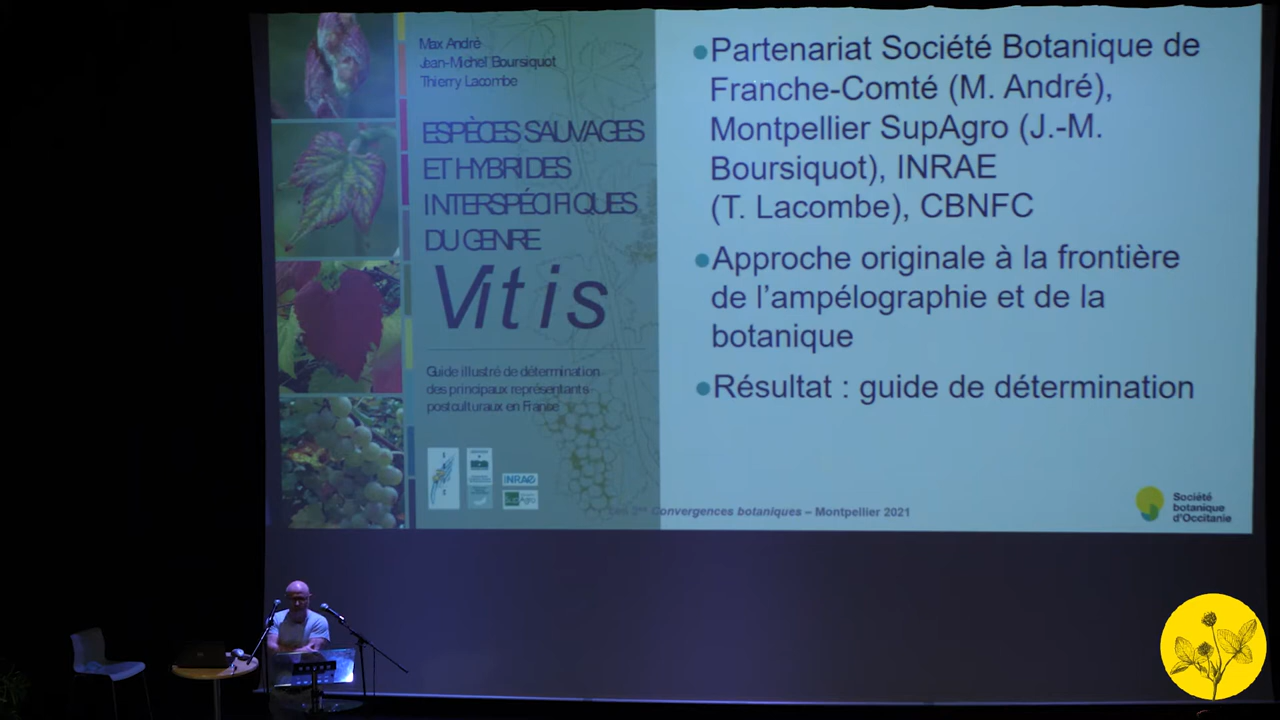 Max André
Jean-Michel Boursiquot
Thierry Lacombe
ESPÈCES SAUVAGES
ET HYBRIDES
INTERSPÉCIFIQUES
DU GENRE
Vitis
Guide illustré de détermination
des principaux représentants
postculturaux en France
INRAE
SupAgro
●Partenariat Société Botanique de
Franche-Comté (M. André),
Montpellier SupAgro (J.-M.
Boursiquot), INRAE
(T. Lacombe), CBNFC
●Approche originale à la frontière
de l’ampélographie et de la
botanique
●Résultat : guide de détermination
Convergences botaniques – Montpellier 2021
Société
botanique
d'Occitanie